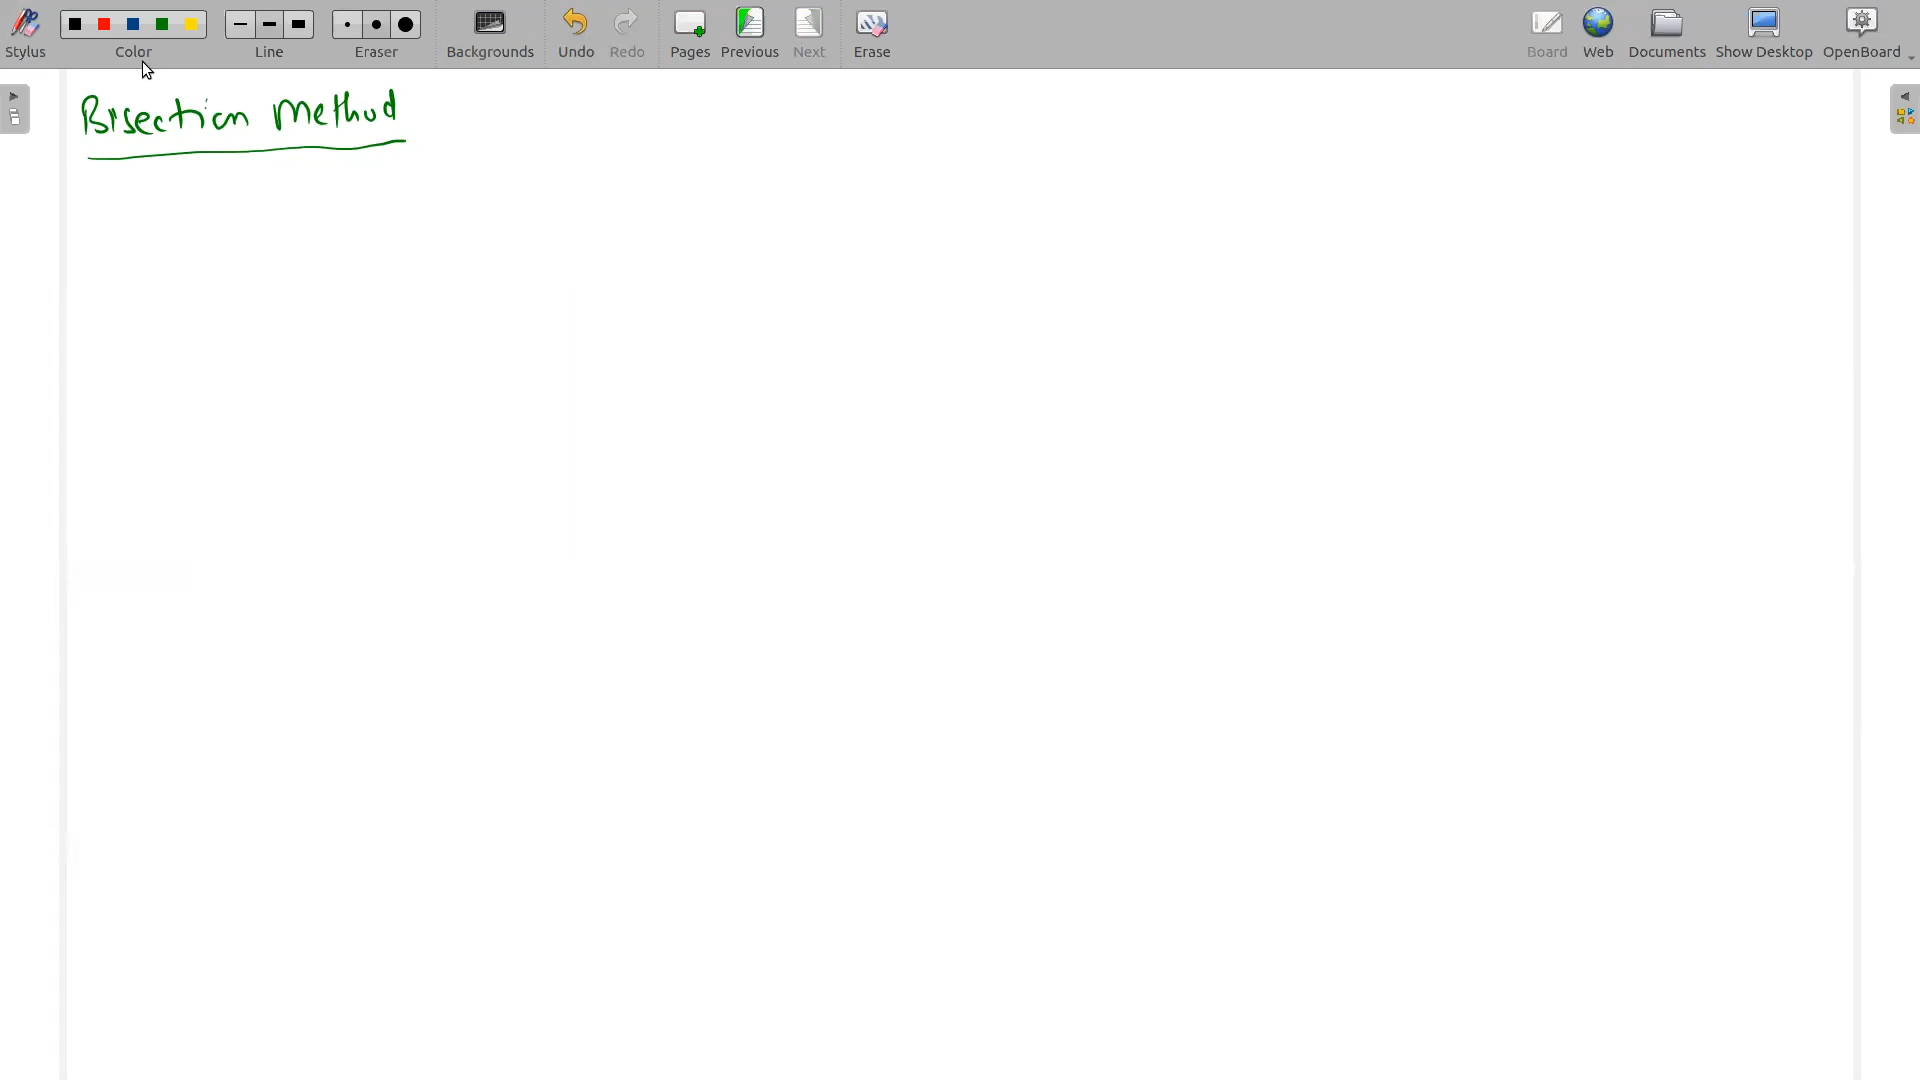 Stylus Color Line Eraser Backgrounds Undo Redo Pages Previous Next Erase Board Web Documents Show Desktop OpenBoard
Bisection Method